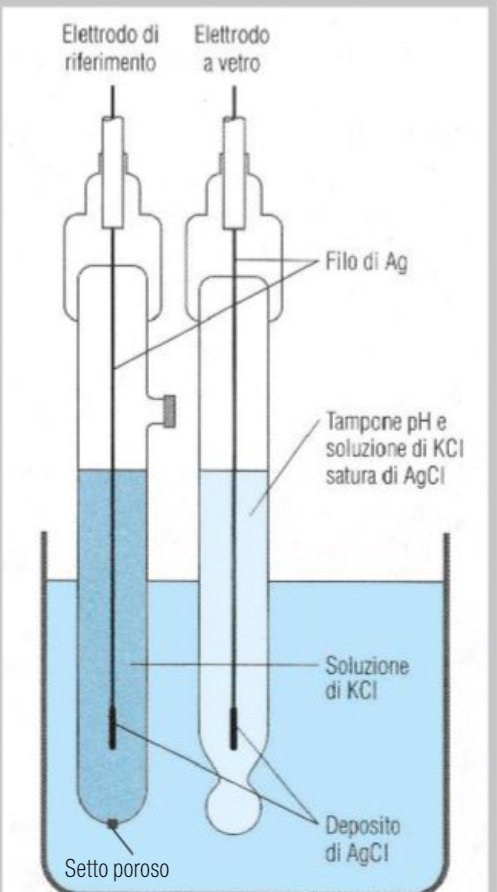 Elettrodo di
riferimento
Elettrodo
a vetro
Filo di Ag
Tampone pH e
soluzione di KCl
satura di AgCl
Soluzione
di KCl
Deposito
di AgCl
Setto poroso